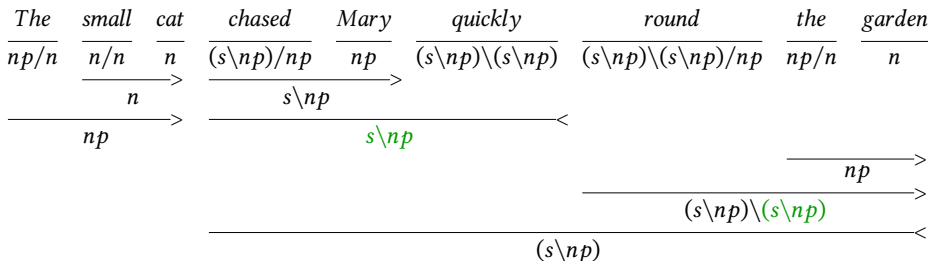 The small cat chased Mary quickly round the garden
np/n n/n n (s\np)/np np (s\np)\(s\np) (s\np)\(s\np)/np np/n n
> >
n s\np
> <
np s\np
>
np
>
(s\np)\(s\np)
<
(s\np)